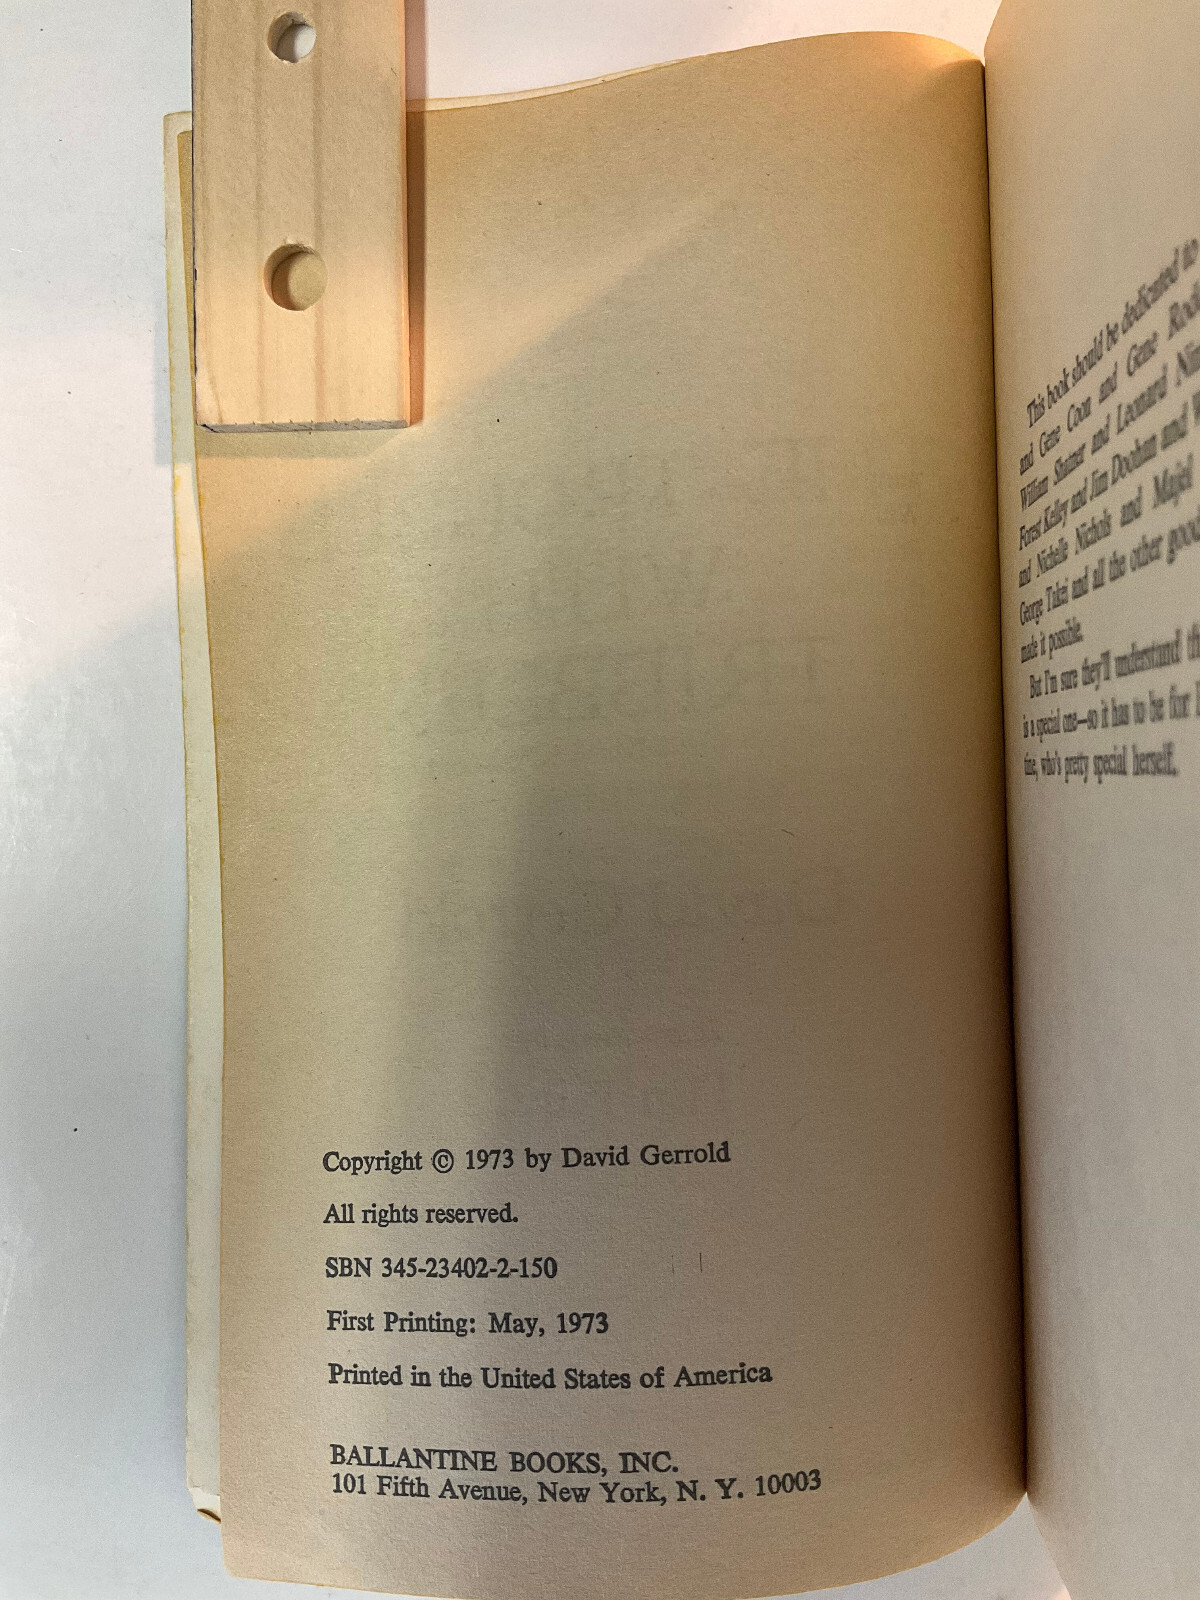 Copyright © 1973 by David Gerrold
All rights reserved.
SBN 345-23402-2-150
First Printing: May, 1973
Printed in the United States of America
BALLANTINE BOOKS, INC.
101 Fifth Avenue, New York, N. Y. 10003
This book should be dedicated to
and Gene Coon and Gene
William Shatner and Leonard
Forest Kelley and Jim Doohan and
and Nichelle Nichols and Majel
George Takei and all the other good
made it possible.
But I'm sure they'll understand
is a special one—so it has to be for
tine, who's pretty special herself.